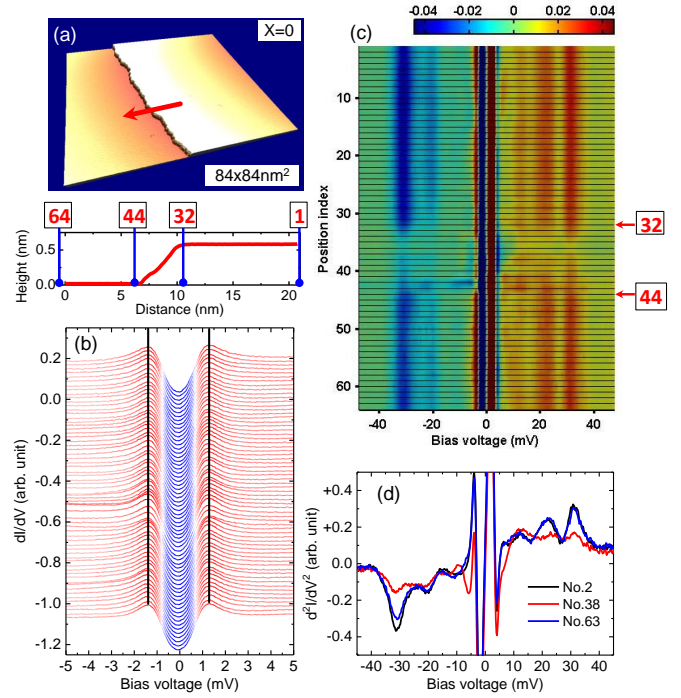 (a)
X=0
84x84nm²
64 44 32 1
Height (nm)
0.5
0.0
0 5 10 15 20
Distance (nm)
(b)
dI/dV (arb. unit)
0.2
0.0
-0.2
-0.4
-0.6
-0.8
-1.0
-1.2
-5 -4 -3 -2 -1 0 1 2 3 4 5
Bias voltage (mV)
-0.04 -0.02 0 0.02 0.04
(c)
Position index
10
20
30
40
50
60
32
44
-40 -20 0 20 40
Bias voltage (mV)
(d)
d²I/dV² (arb. unit)
+0.4
+0.2
0.0
-0.2
-0.4
No.2
No.38
No.63
-40 -30 -20 -10 0 10 20 30 40
Bias voltage (mV)